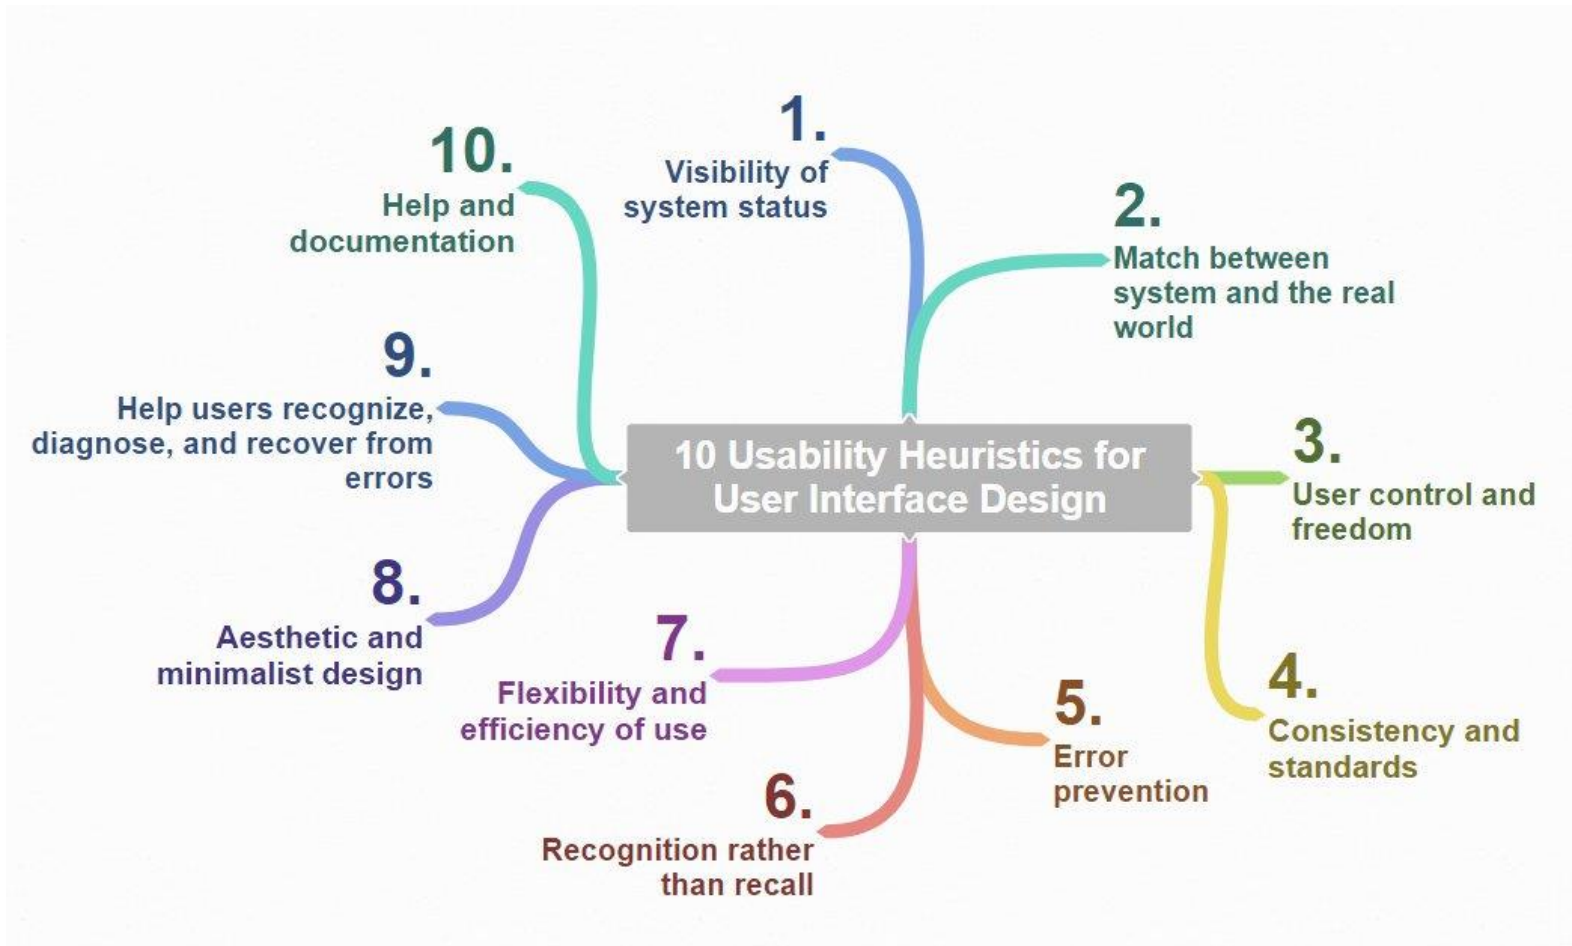 10 Usability Heuristics for
User Interface Design
1.
Visibility of
system status
2.
Match between
system and the real
world
3.
User control and
freedom
4.
Consistency and
standards
5.
Error
prevention
6.
Recognition rather
than recall
7.
Flexibility and
efficiency of use
8.
Aesthetic and
minimalist design
9.
Help users recognize,
diagnose, and recover from
errors
10.
Help and
documentation